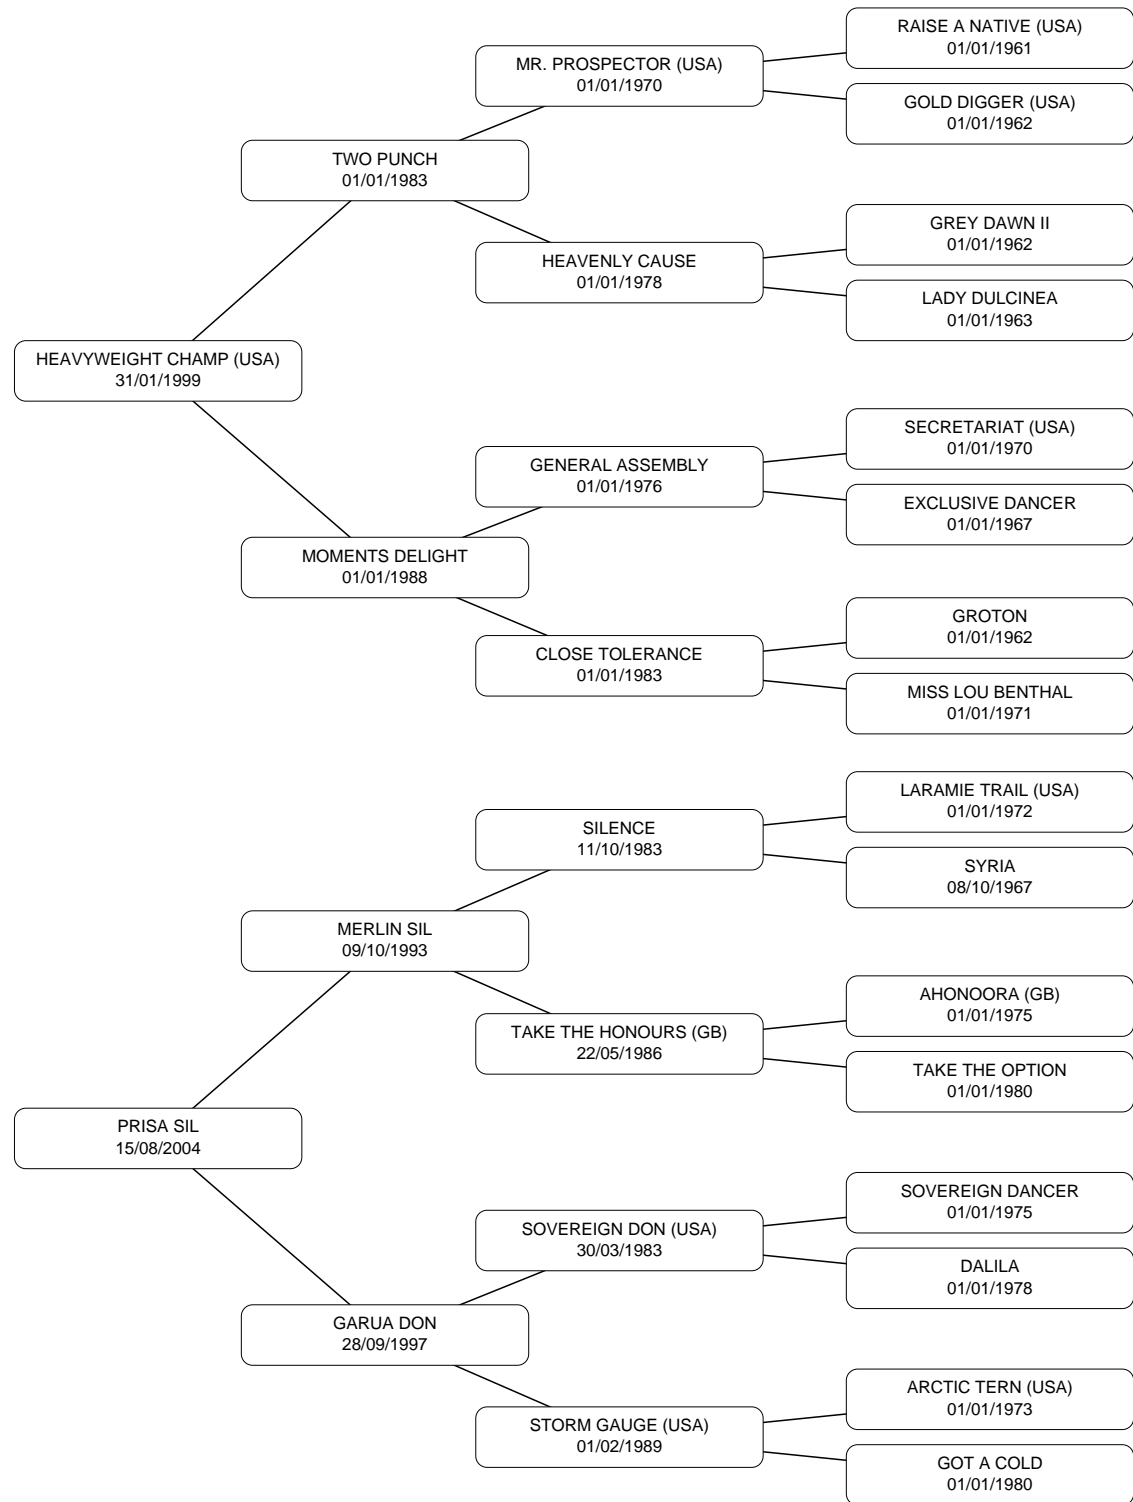 RAISE A NATIVE (USA)
01/01/1961
MR. PROSPECTOR (USA)
01/01/1970
GOLD DIGGER (USA)
01/01/1962
TWO PUNCH
01/01/1983
GREY DAWN II
01/01/1962
HEAVENLY CAUSE
01/01/1978
LADY DULCINEA
01/01/1963
HEAVYWEIGHT CHAMP (USA)
31/01/1999
SECRETARIAT (USA)
01/01/1970
GENERAL ASSEMBLY
01/01/1976
EXCLUSIVE DANCER
01/01/1967
MOMENTS DELIGHT
01/01/1988
GROTON
01/01/1962
CLOSE TOLERANCE
01/01/1983
MISS LOU BENTHAL
01/01/1971
LARAMIE TRAIL (USA)
01/01/1972
SILENCE
11/10/1983
SYRIA
08/10/1967
MERLIN SIL
09/10/1993
AHONOORA (GB)
01/01/1975
TAKE THE HONOURS (GB)
22/05/1986
TAKE THE OPTION
01/01/1980
PRISA SIL
15/08/2004
SOVEREIGN DANCER
01/01/1975
SOVEREIGN DON (USA)
30/03/1983
DALILA
01/01/1978
GARUA DON
28/09/1997
ARCTIC TERN (USA)
01/01/1973
STORM GAUGE (USA)
01/02/1989
GOT A COLD
01/01/1980